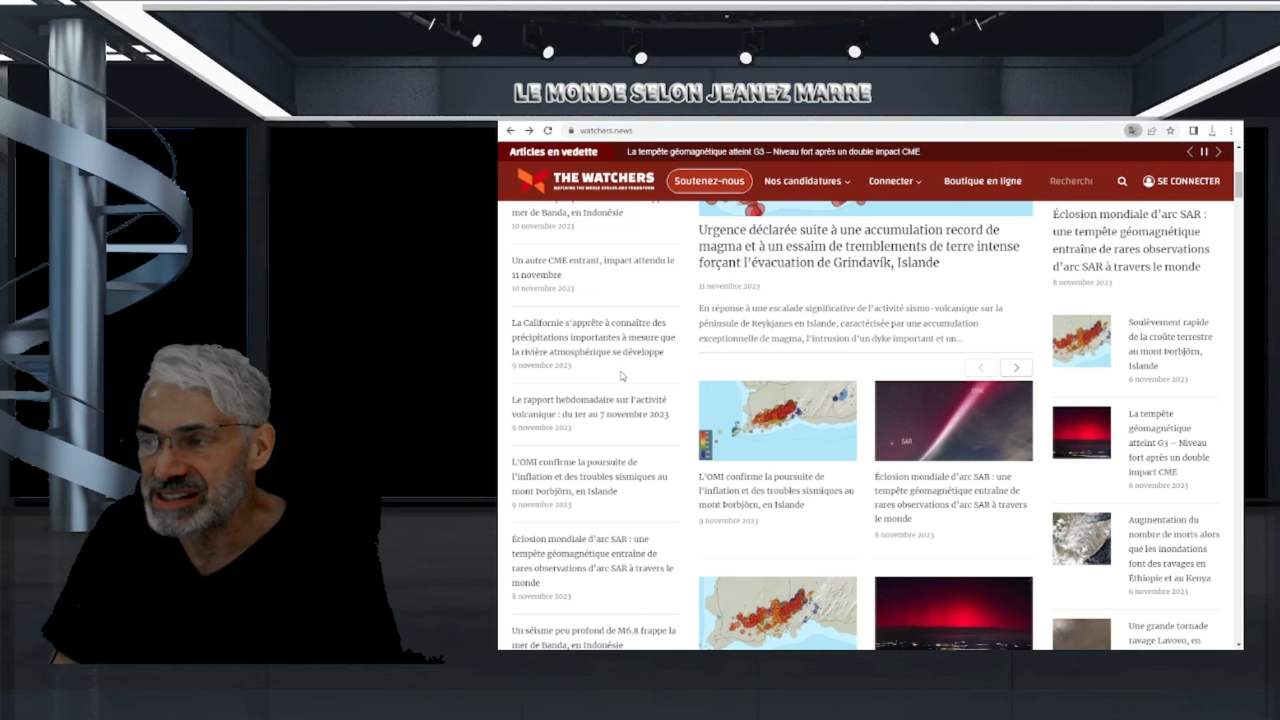 LE MONDE SELON JEANEZ MARRE
watchers.news
Articles en vedette
La tempête géomagnétique atteint G3 – Niveau fort après un double impact CME
THE WATCHERS
WATCHING THE WORLD EVOLVE AND TRANSFORM
Soutenez-nous
Nos candidatures
Connecter
Boutique en ligne
Recherche
SE CONNECTER
mer de Banda, en Indonésie
10 novembre 2023
Un autre CME entrant, impact attendu le
11 novembre
10 novembre 2023
La Californie s'apprête à connaître des
précipitations importantes à mesure que
la rivière atmosphérique se développe
9 novembre 2023
Le rapport hebdomadaire sur l'activité
volcanique : du 1er au 7 novembre 2023
9 novembre 2023
L'OMI confirme la poursuite de
l'inflation et des troubles sismiques au
mont Þorbjörn, en Islande
9 novembre 2023
Éclosion mondiale d'arc SAR : une
tempête géomagnétique entraîne de
rares observations d'arc SAR à travers le
monde
8 novembre 2023
Un séisme peu profond de M6.8 frappe la
mer de Banda, en Indonésie
Urgence déclarée suite à une accumulation record de
magma et à un essaim de tremblements de terre intense
forçant l'évacuation de Grindavík, Islande
11 novembre 2023
En réponse à une escalade significative de l'activité sismo-volcanique sur la
péninsule de Reykjanes en Islande, caractérisée par une accumulation
exceptionnelle de magma, l'intrusion d'un dyke important et un...
SAR
L'OMI confirme la poursuite de
l'inflation et des troubles sismiques au
mont Þorbjörn, en Islande
9 novembre 2023
Éclosion mondiale d'arc SAR : une
tempête géomagnétique entraîne de
rares observations d'arc SAR à travers
le monde
8 novembre 2023
Éclosion mondiale d'arc SAR :
une tempête géomagnétique
entraîne de rares observations
d'arc SAR à travers le monde
8 novembre 2023
Soulèvement rapide
de la croûte terrestre
au mont Þorbjörn,
Islande
6 novembre 2023
La tempête
géomagnétique
atteint G3 – Niveau
fort après un double
impact CME
6 novembre 2023
Augmentation du
nombre de morts alors
que les inondations
font des ravages en
Éthiopie et au Kenya
6 novembre 2023
Une grande tornade
ravage Lavovo, en